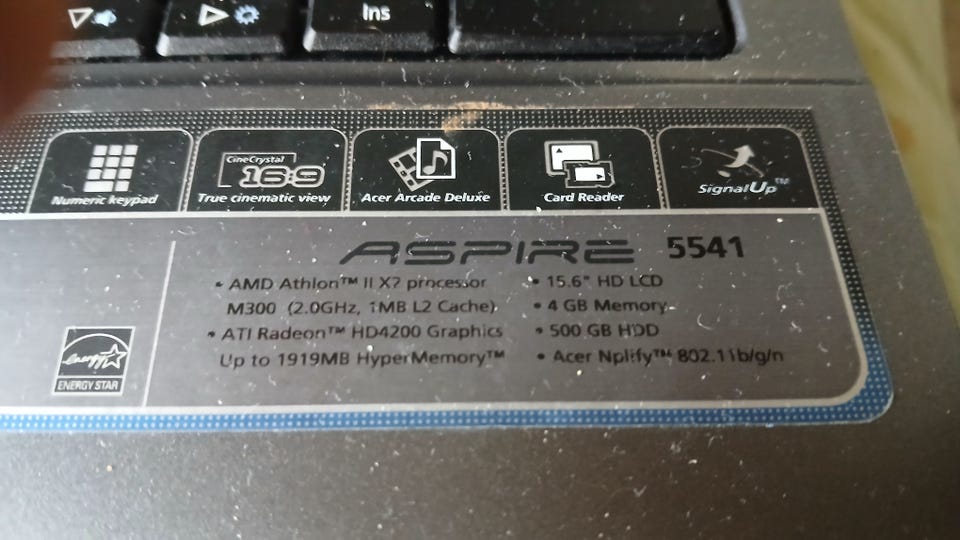 Ins
Numeric keypad
CineCrystal
16:9
True cinematic view
Acer Arcade Deluxe
Card Reader
SignalUp™
ASPIRE 5541
• AMD Athlon™ II X2 processor
M300 (2.0GHz, 1MB L2 Cache)
• ATI Radeon™ HD4200 Graphics
Up to 1919MB HyperMemory™
• 15.6" HD LCD
• 4 GB Memory
• 500 GB HDD
• Acer Nplify™ 802.11b/g/n
energy
ENERGY STAR